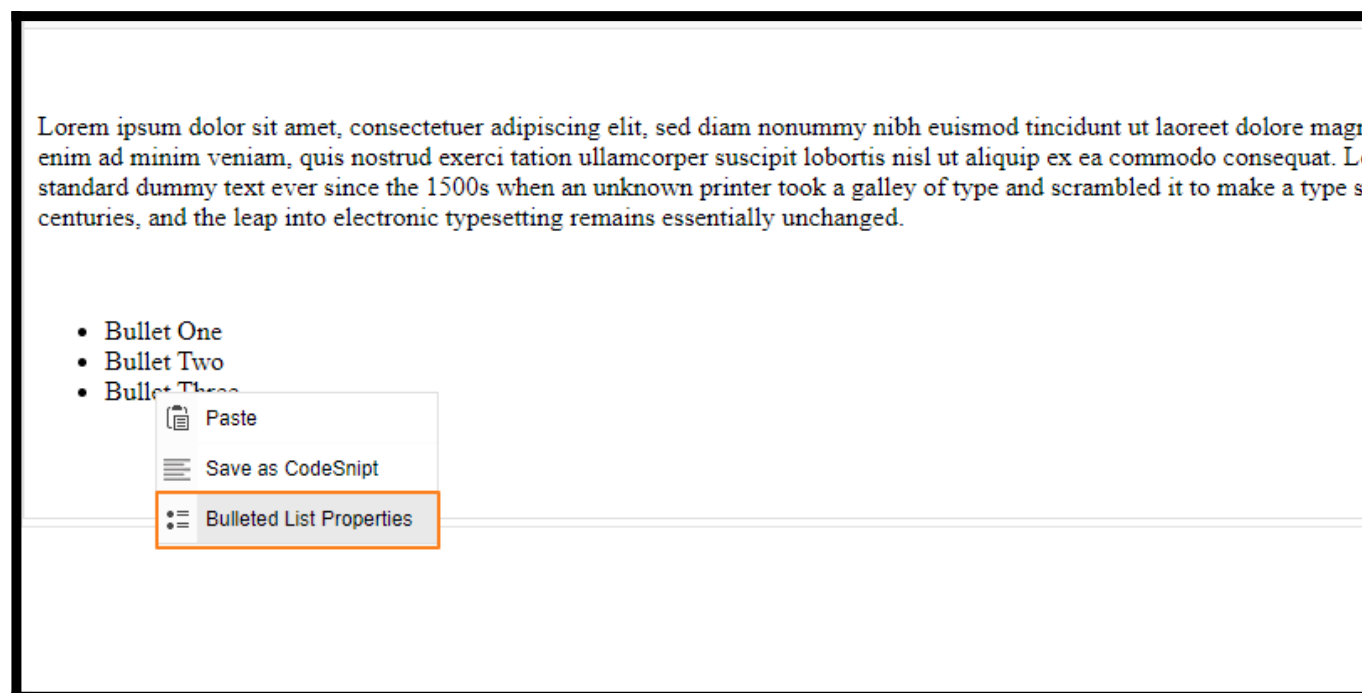 Lorem ipsum dolor sit amet, consectetuer adipiscing elit, sed diam nonummy nibh euismod tincidunt ut laoreet dolore
enim ad minim veniam, quis nostrud exerci tation ullamcorper suscipit lobortis nisl ut aliquip ex ea commodo consequat.
standard dummy text ever since the 1500s when an unknown printer took a galley of type and scrambled it to make a type
centuries, and the leap into electronic typesetting remains essentially unchanged.
• Bullet One
• Bullet Two
• Bullet Three
Paste
Save as CodeSnipt
Bulleted List Properties